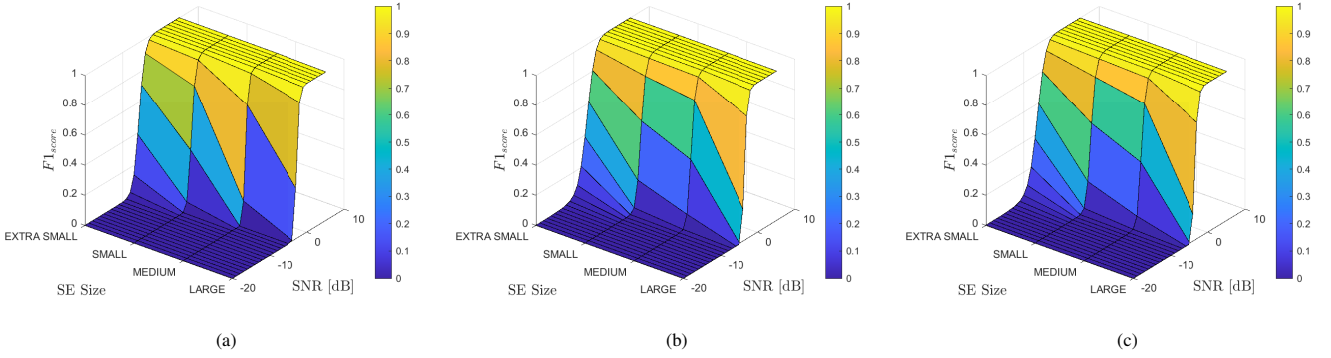 1
0.8
0.6
0.4
0.2
0
F1score
EXTRA SMALL
SMALL
MEDIUM
LARGE
SE Size
-20
-10
0
10
SNR [dB]
1
0.9
0.8
0.7
0.6
0.5
0.4
0.3
0.2
0.1
0
(a)
1
0.8
0.6
0.4
0.2
0
F1score
EXTRA SMALL
SMALL
MEDIUM
LARGE
SE Size
-20
-10
0
10
SNR [dB]
1
0.9
0.8
0.7
0.6
0.5
0.4
0.3
0.2
0.1
0
(b)
1
0.8
0.6
0.4
0.2
0
F1score
EXTRA SMALL
SMALL
MEDIUM
LARGE
SE Size
-20
-10
0
10
SNR [dB]
1
0.9
0.8
0.7
0.6
0.5
0.4
0.3
0.2
0.1
0
(c)